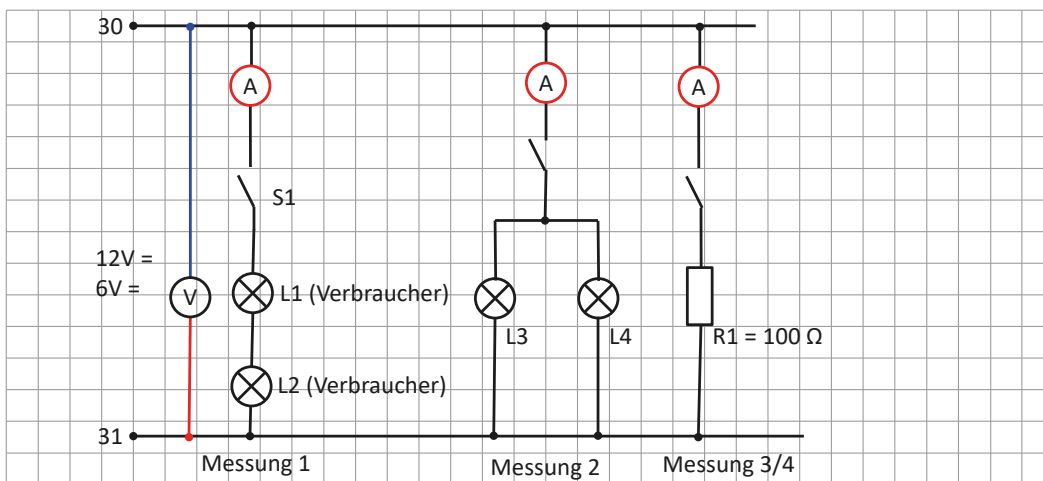 30
A
A
A
S1
12V =
6V =
V
L1 (Verbraucher)
L3
L4
R1 = 100 Ω
L2 (Verbraucher)
31
Messung 1
Messung 2
Messung 3/4